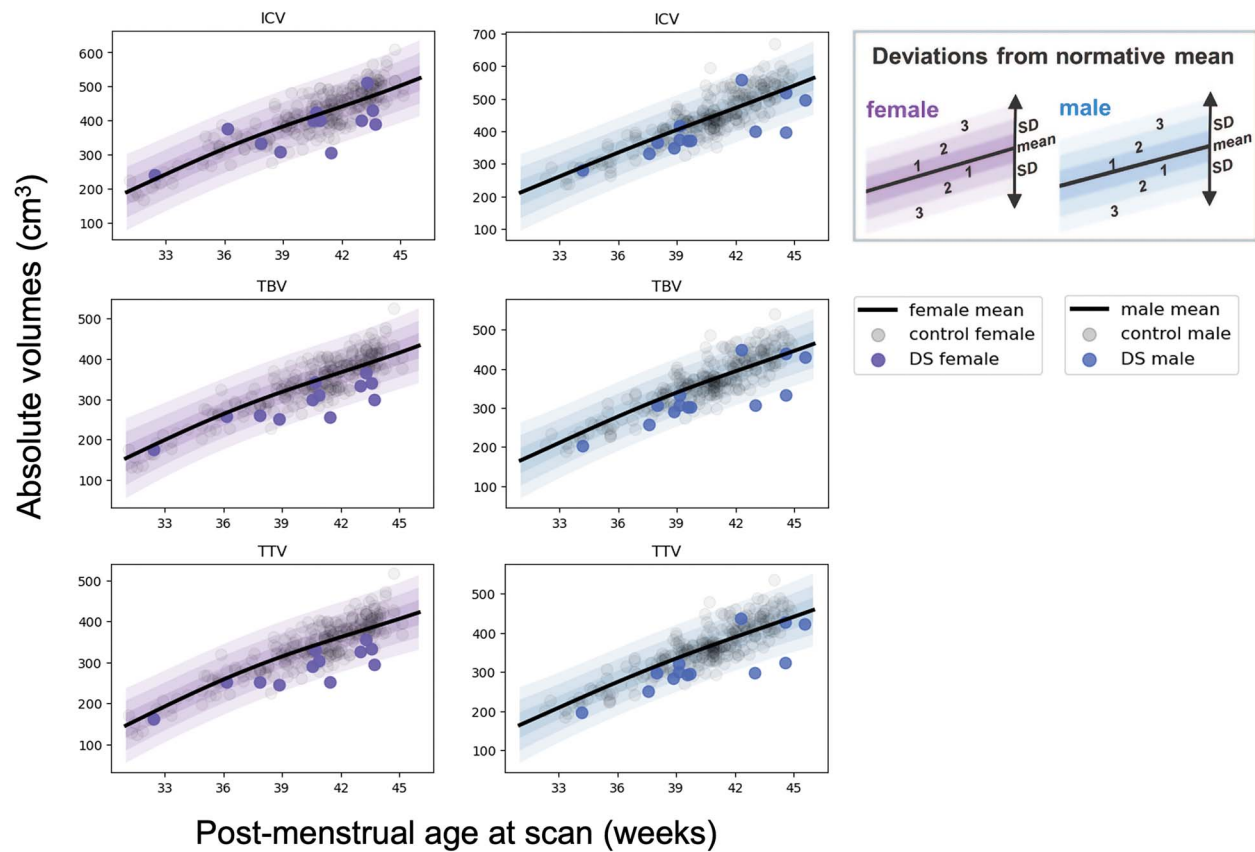 ICV
ICV
600
500
400
300
200
100
33 36 39 42 45
700
600
500
400
300
200
100
33 36 39 42 45
Deviations from normative mean
female
3
2
1
1
2
3
SD
mean
SD
male
3
2
1
1
2
3
SD
mean
SD
Absolute volumes (cm³)
TBV
TBV
500
400
300
200
100
33 36 39 42 45
500
400
300
200
100
33 36 39 42 45
female mean
control female
DS female
male mean
control male
DS male
TTV
TTV
500
400
300
200
100
33 36 39 42 45
500
400
300
200
100
33 36 39 42 45
Post-menstrual age at scan (weeks)